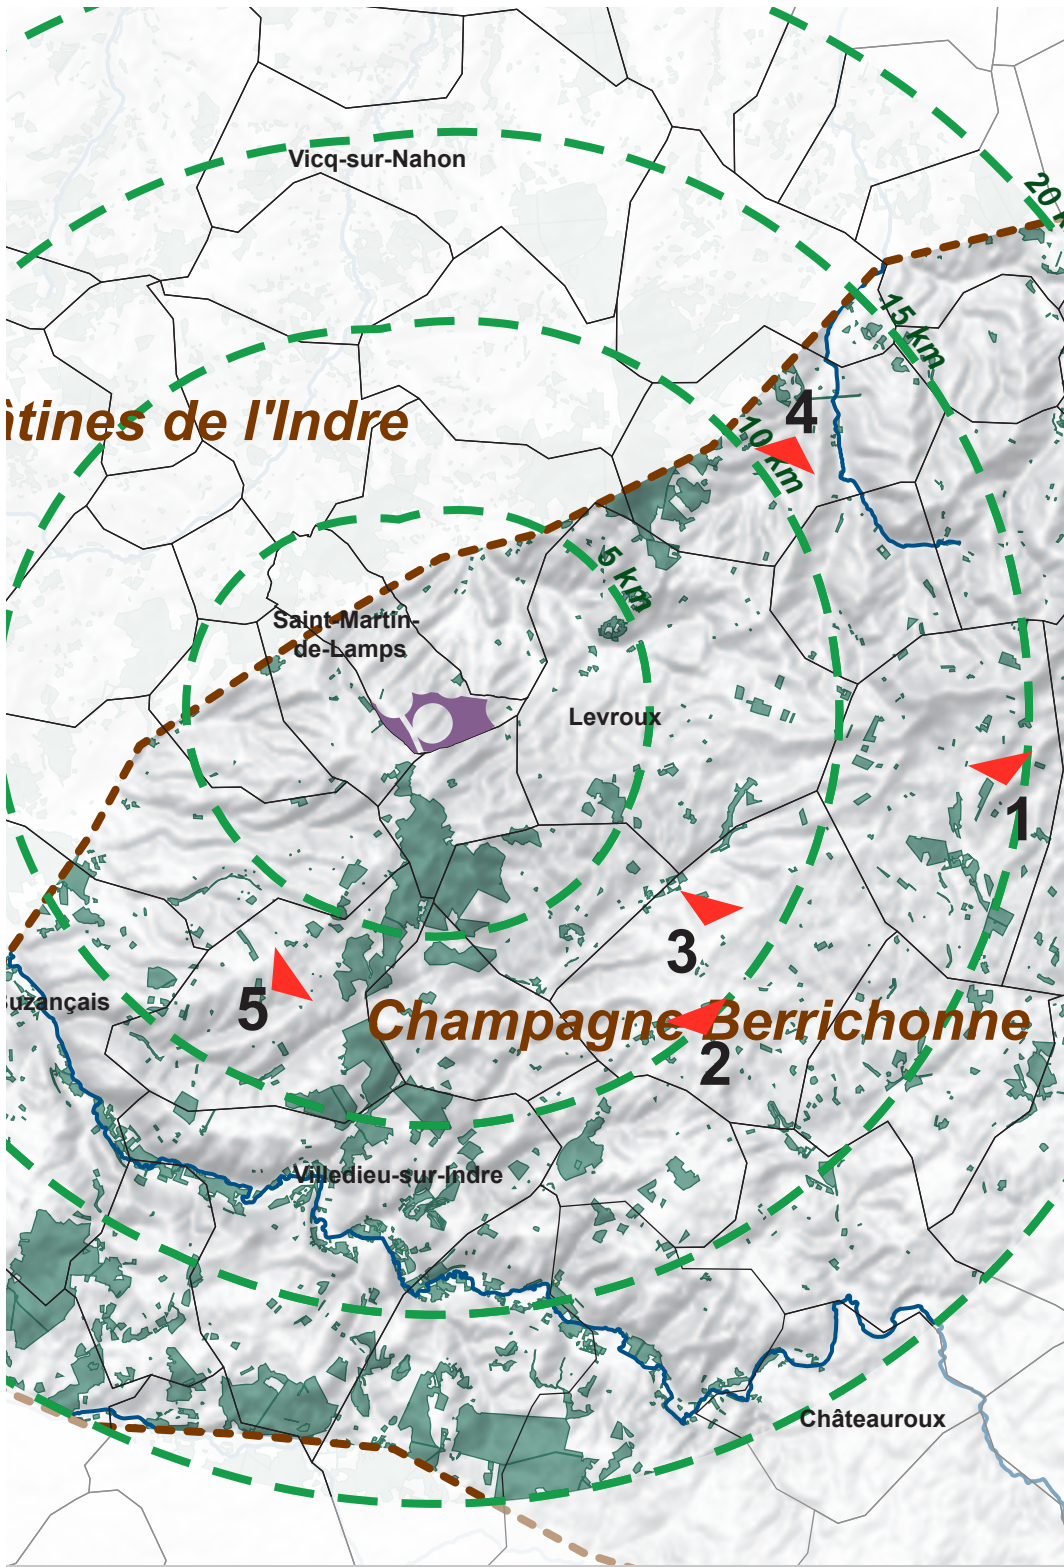 Vicq-sur-Nahon
20 k
15 km
âtines de l'Indre
4
10 km
5 km
Saint-Martin-
de-Lamps
Levroux
1
3
5
uzançais
Champagne Berrichonne
2
Villedieu-sur-Indre
Châteauroux